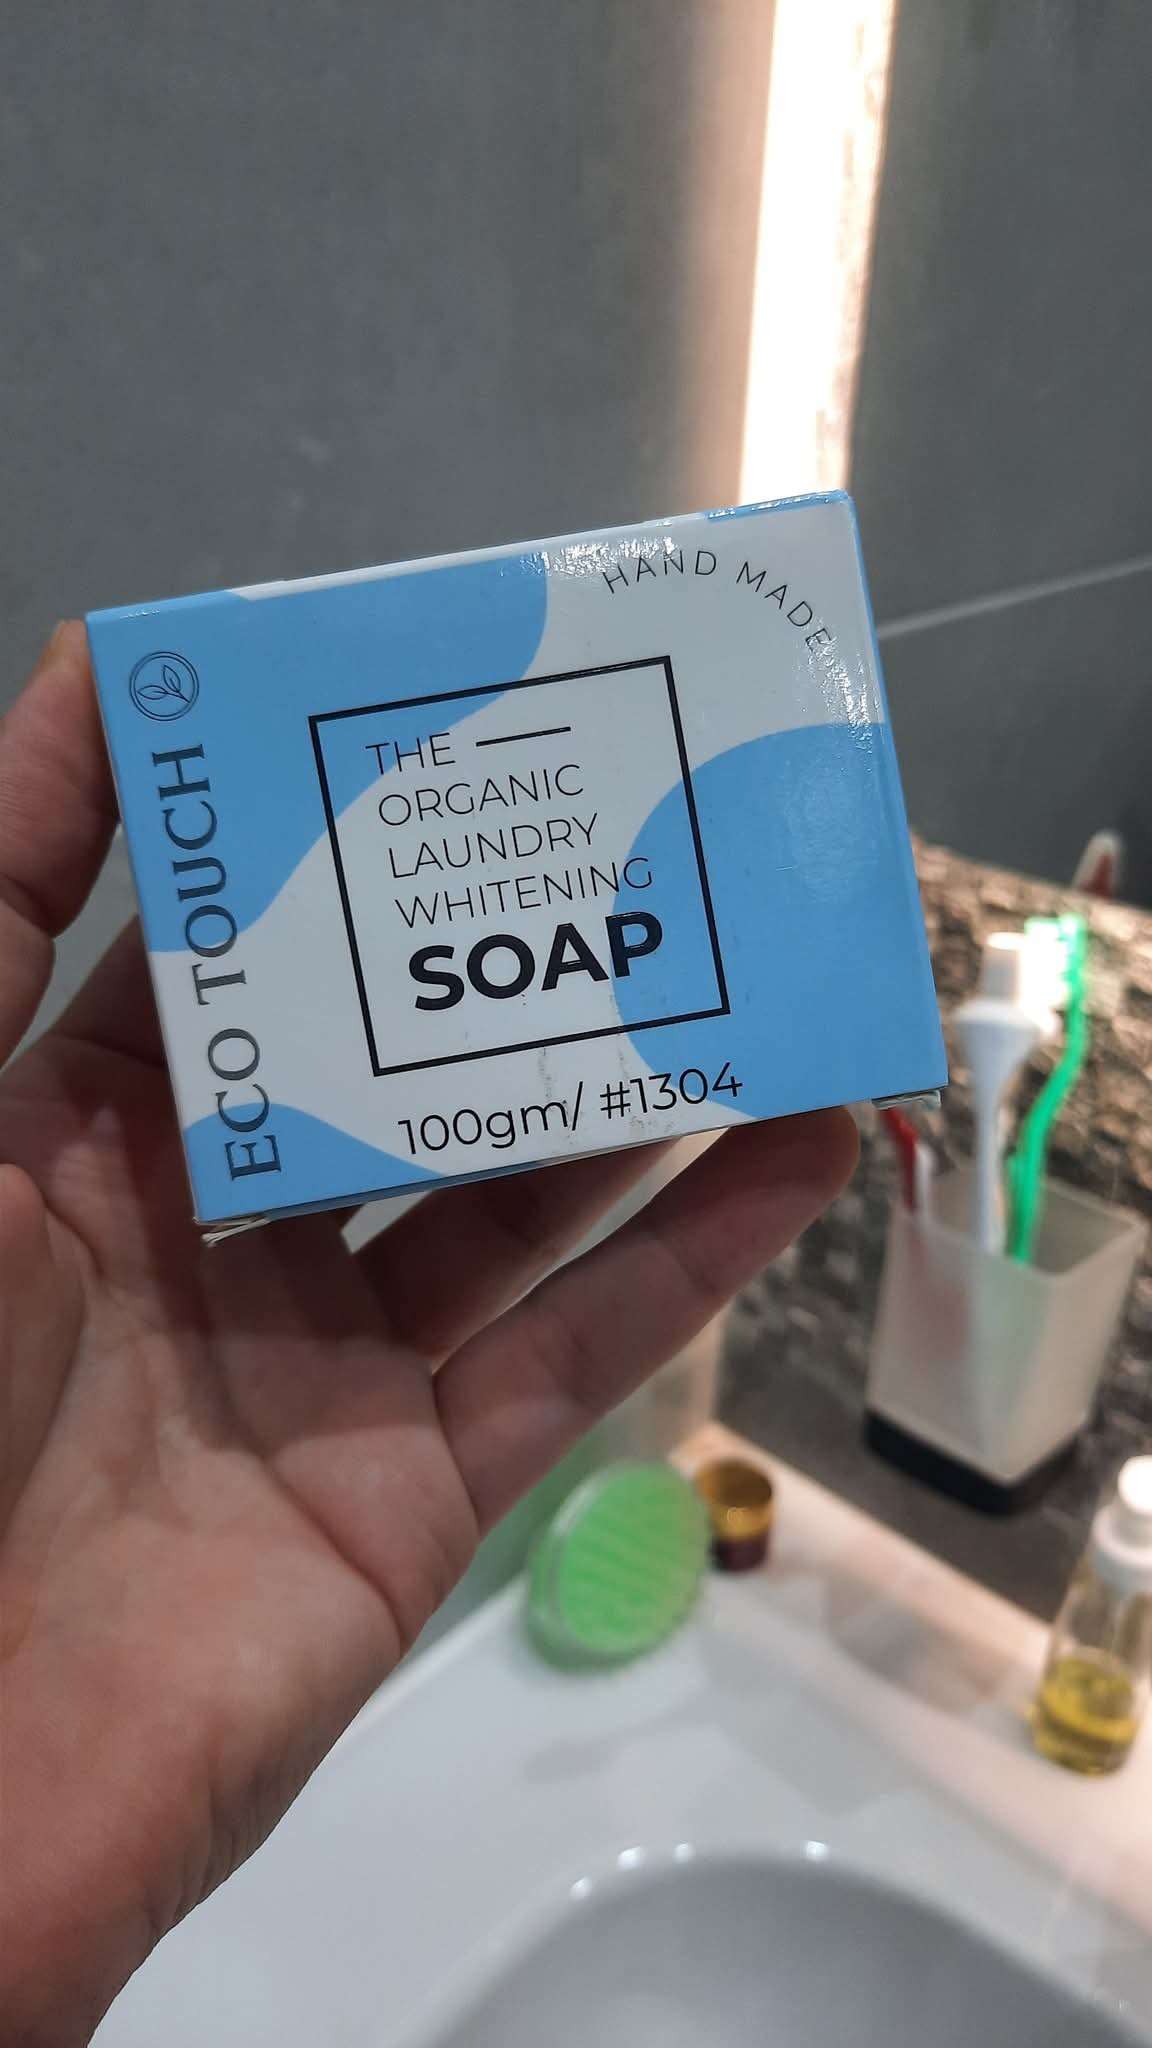 HAND MADE
ECO TOUCH
THE
ORGANIC
LAUNDRY
WHITENING
SOAP
100gm/ #1304